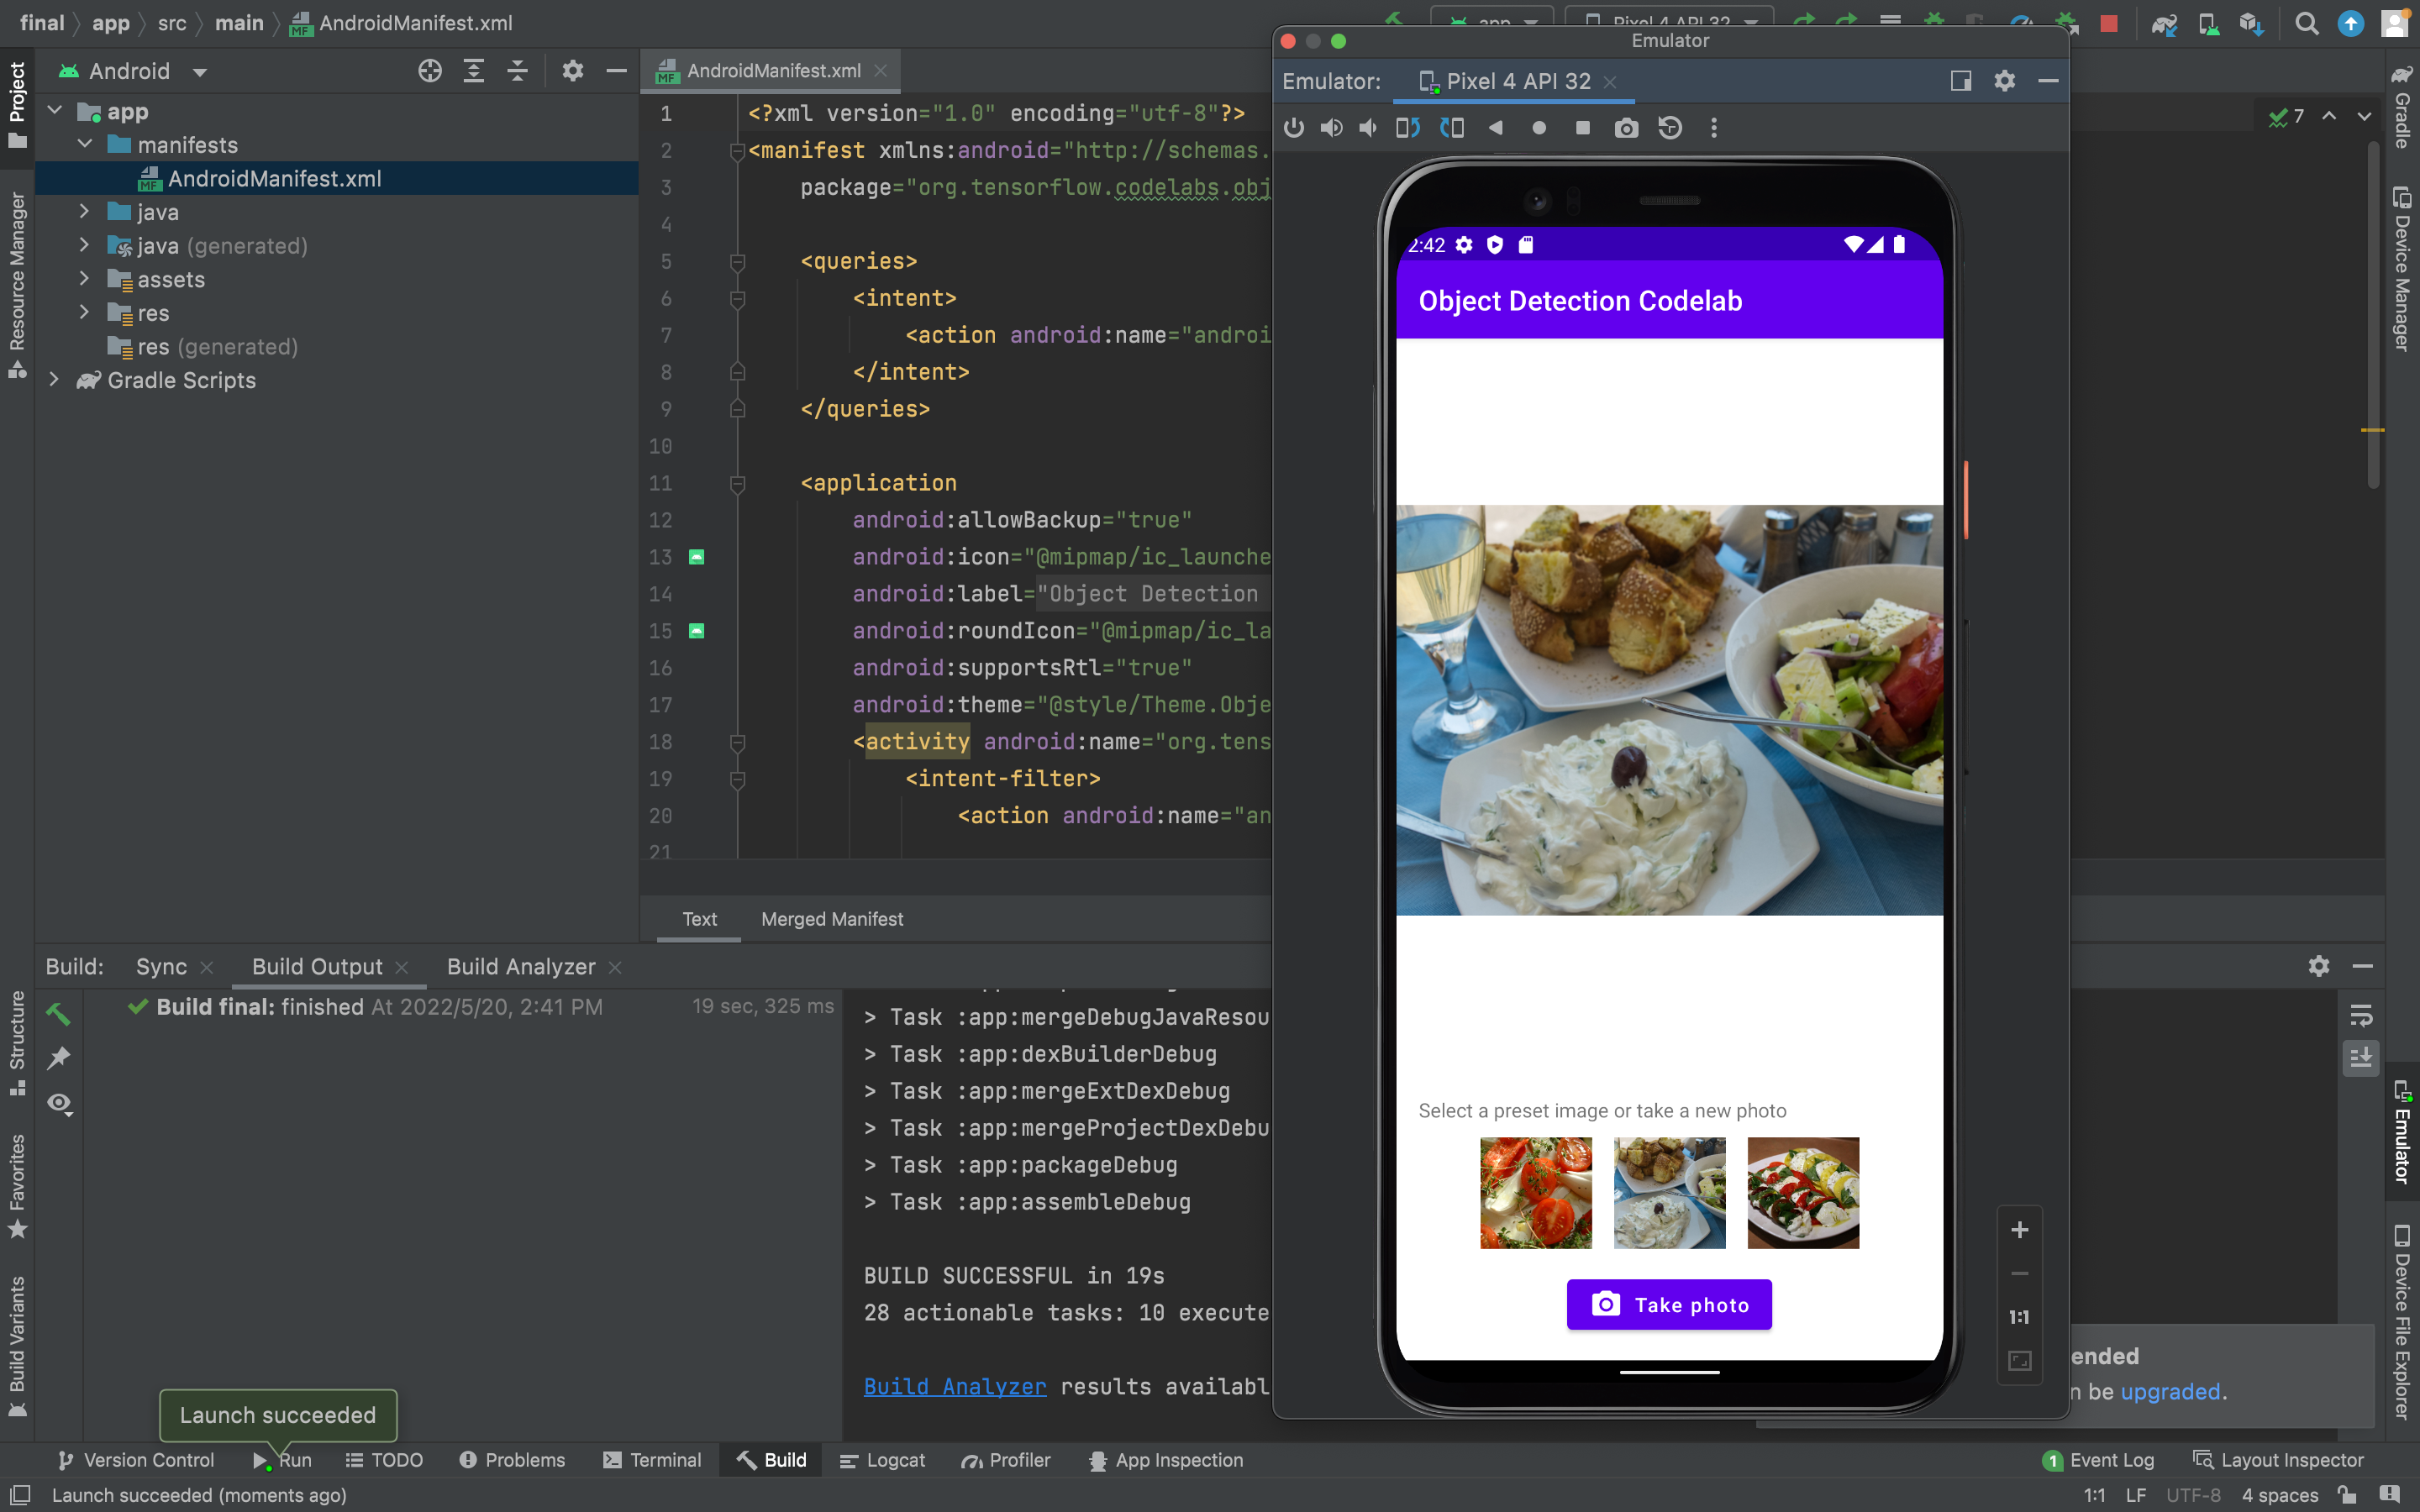 final app src main AndroidManifest.xml
app Pixel 4 API 32
Project
Resource Manager
Structure
Favorites
Build Variants
Android
app
manifests
AndroidManifest.xml
java
java (generated)
assets
res
res (generated)
Gradle Scripts
AndroidManifest.xml
7
1 <?xml version="1.0" encoding="utf-8"?>
2 <manifest xmlns:android="http://schemas.
3 package="org.tensorflow.codelabs.obj
4
5 <queries>
6 <intent>
7 <action android:name="androi
8 </intent>
9 </queries>
10
11 <application
12 android:allowBackup="true"
13 android:icon="@mipmap/ic_launche
14 android:label="Object Detection
15 android:roundIcon="@mipmap/ic_la
16 android:supportsRtl="true"
17 android:theme="@style/Theme.Obje
18 <activity android:name="org.tens
19 <intent-filter>
20 <action android:name="an
21
Text Merged Manifest
Emulator
Emulator: Pixel 4 API 32
2:42
Object Detection Codelab
Select a preset image or take a new photo
Take photo
1:1
Gradle
Device Manager
Emulator
Device File Explorer
Build: Sync Build Output Build Analyzer
Build final: finished At 2022/5/20, 2:41 PM 19 sec, 325 ms
> Task :app:mergeDebugJavaResou
> Task :app:dexBuilderDebug
> Task :app:mergeExtDexDebug
> Task :app:mergeProjectDexDebu
> Task :app:packageDebug
> Task :app:assembleDebug
BUILD SUCCESSFUL in 19s
28 actionable tasks: 10 execute
Build Analyzer results availabl
ended
n be upgraded.
Launch succeeded
Version Control Run TODO Problems Terminal Build Logcat Profiler App Inspection 1 Event Log Layout Inspector
Launch succeeded (moments ago) 1:1 LF UTF-8 4 spaces